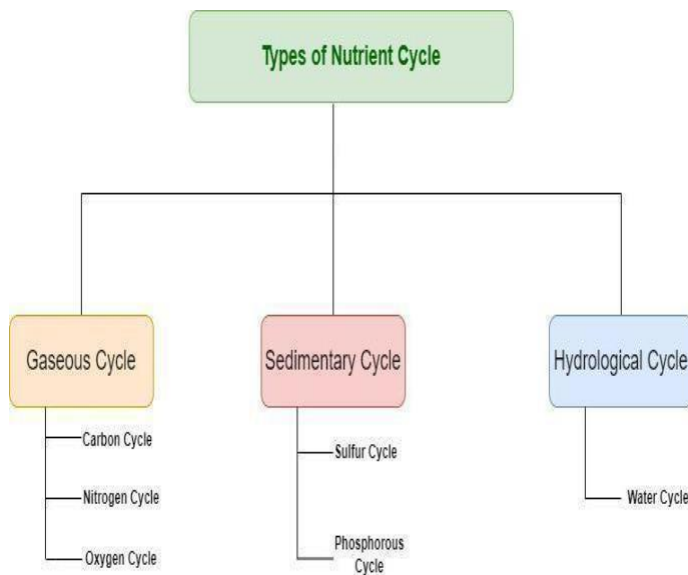 Types of Nutrient Cycle
Gaseous Cycle
Sedimentary Cycle
Hydrological Cycle
Carbon Cycle
Nitrogen Cycle
Oxygen Cycle
Sulfur Cycle
Phosphorous
Cycle
Water Cycle